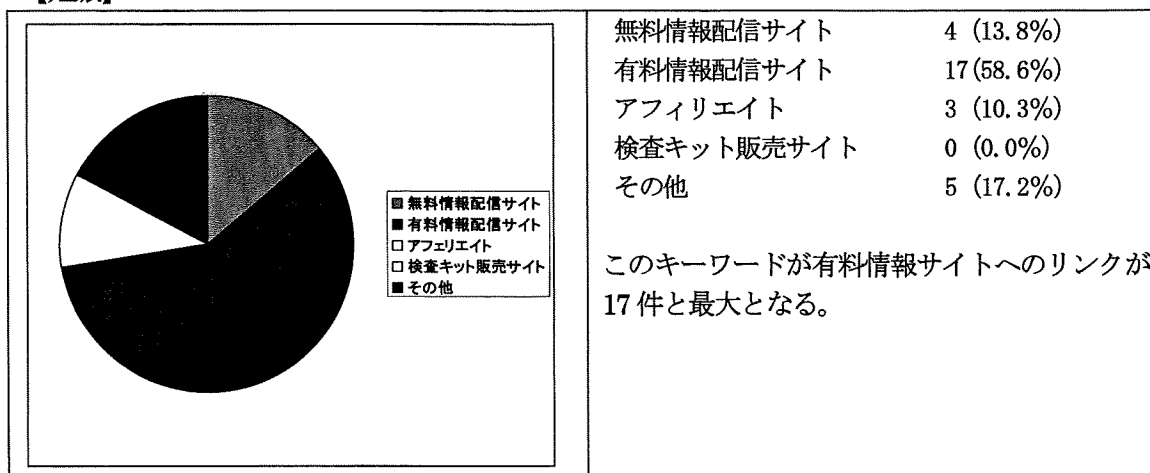 無料情報配信サイト 4 (13.8%)
有料情報配信サイト 17(58.6%)
アフィリエイト 3 (10.3%)
検査キット販売サイト 0 (0.0%)
その他 5 (17.2%)
このキーワードが有料情報サイトへのリンクが
17件と最大となる。
無料情報配信サイト
有料情報配信サイト
アフェリエイト
検査キット販売サイト
その他